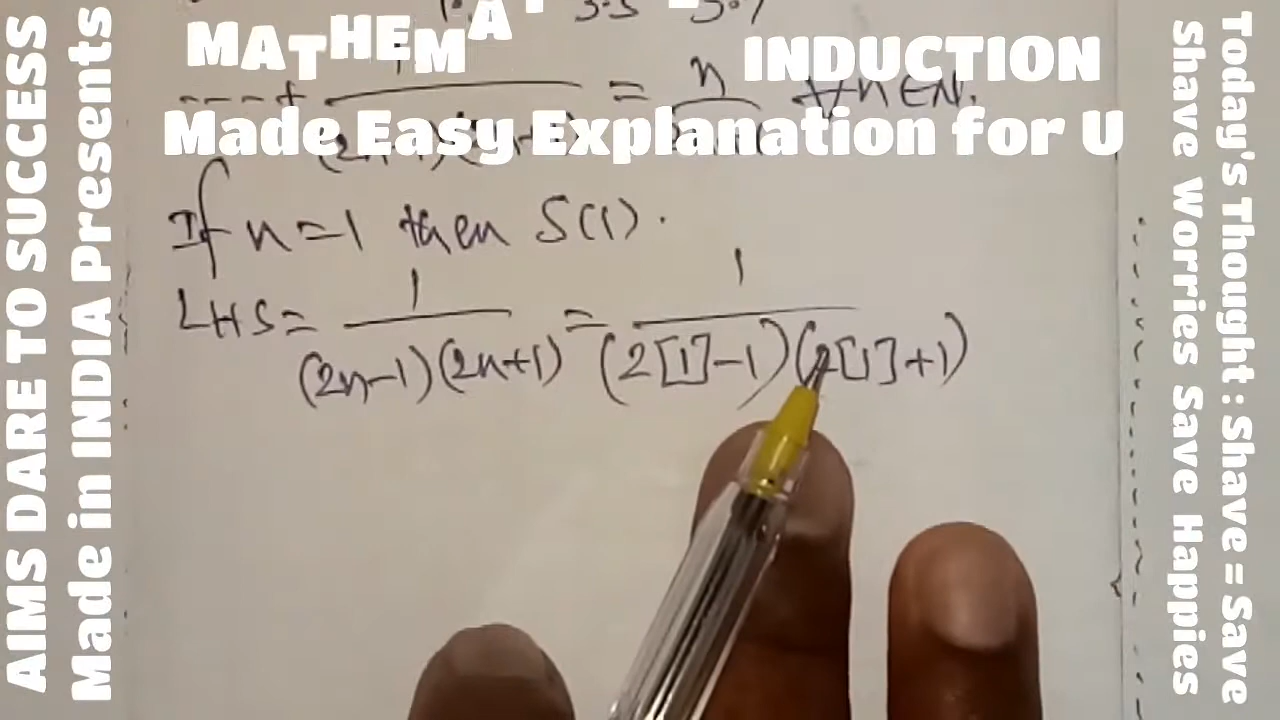 AIMS DARE TO SUCCESS
Made in INDIA Presents
MATHEMA
INDUCTION
Made Easy Explanation for U
----+ 1 = n ∀n∈N.
If n=1 then S(1).
LHS= 1/(2n-1)(2n+1) = 1/(2[1]-1)(2[1]+1)
Today's Thought: Shave = Save
Shave Worries Save Happies